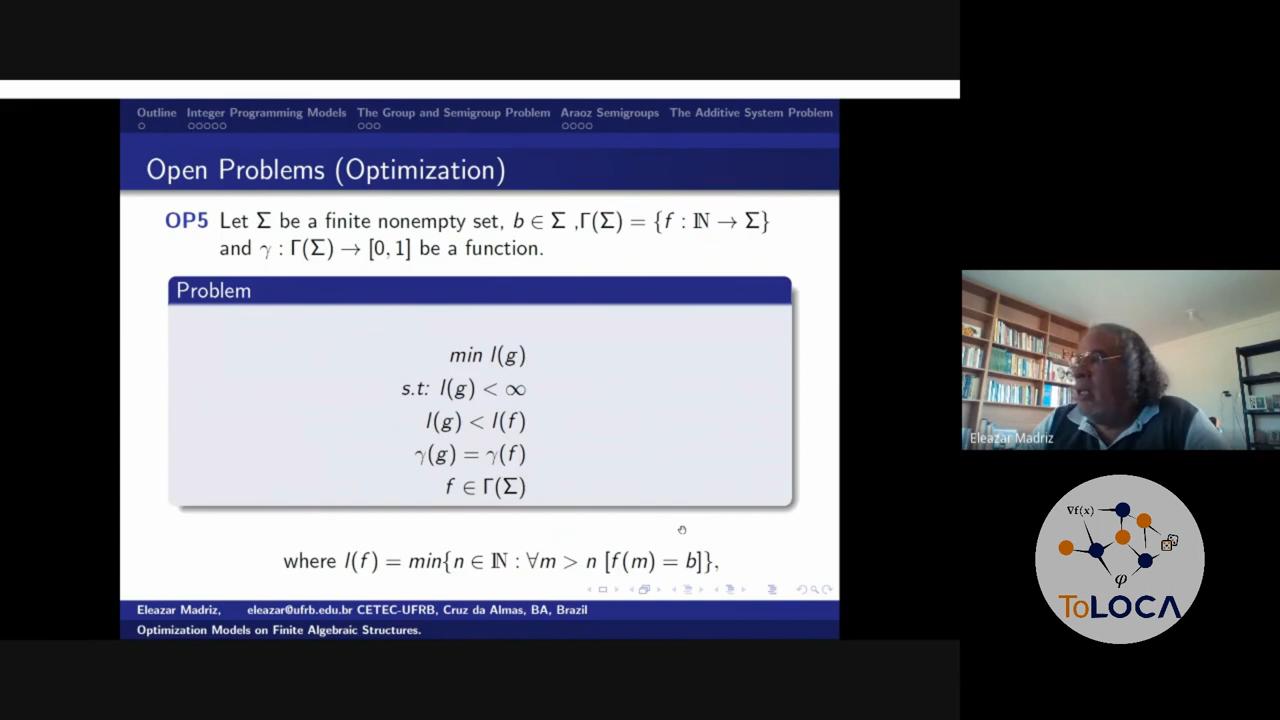 Outline Integer Programming Models The Group and Semigroup Problem Araoz Semigroups The Additive System Problem
Open Problems (Optimization)
OP5 Let Σ be a finite nonempty set, b ∈ Σ ,Γ(Σ) = {f : ℕ → Σ}
and γ : Γ(Σ) → [0, 1] be a function.
Problem
min l(g)
s.t: l(g) < ∞
l(g) < l(f)
γ(g) = γ(f)
f ∈ Γ(Σ)
where l(f) = min{n ∈ ℕ : ∀m > n [f(m) = b]},
Eleazar Madriz, eleazar@ufrb.edu.br CETEC-UFRB, Cruz da Almas, BA, Brazil
Optimization Models on Finite Algebraic Structures.
Eleazar Madriz
∇f(x)
φ
ToLOCA